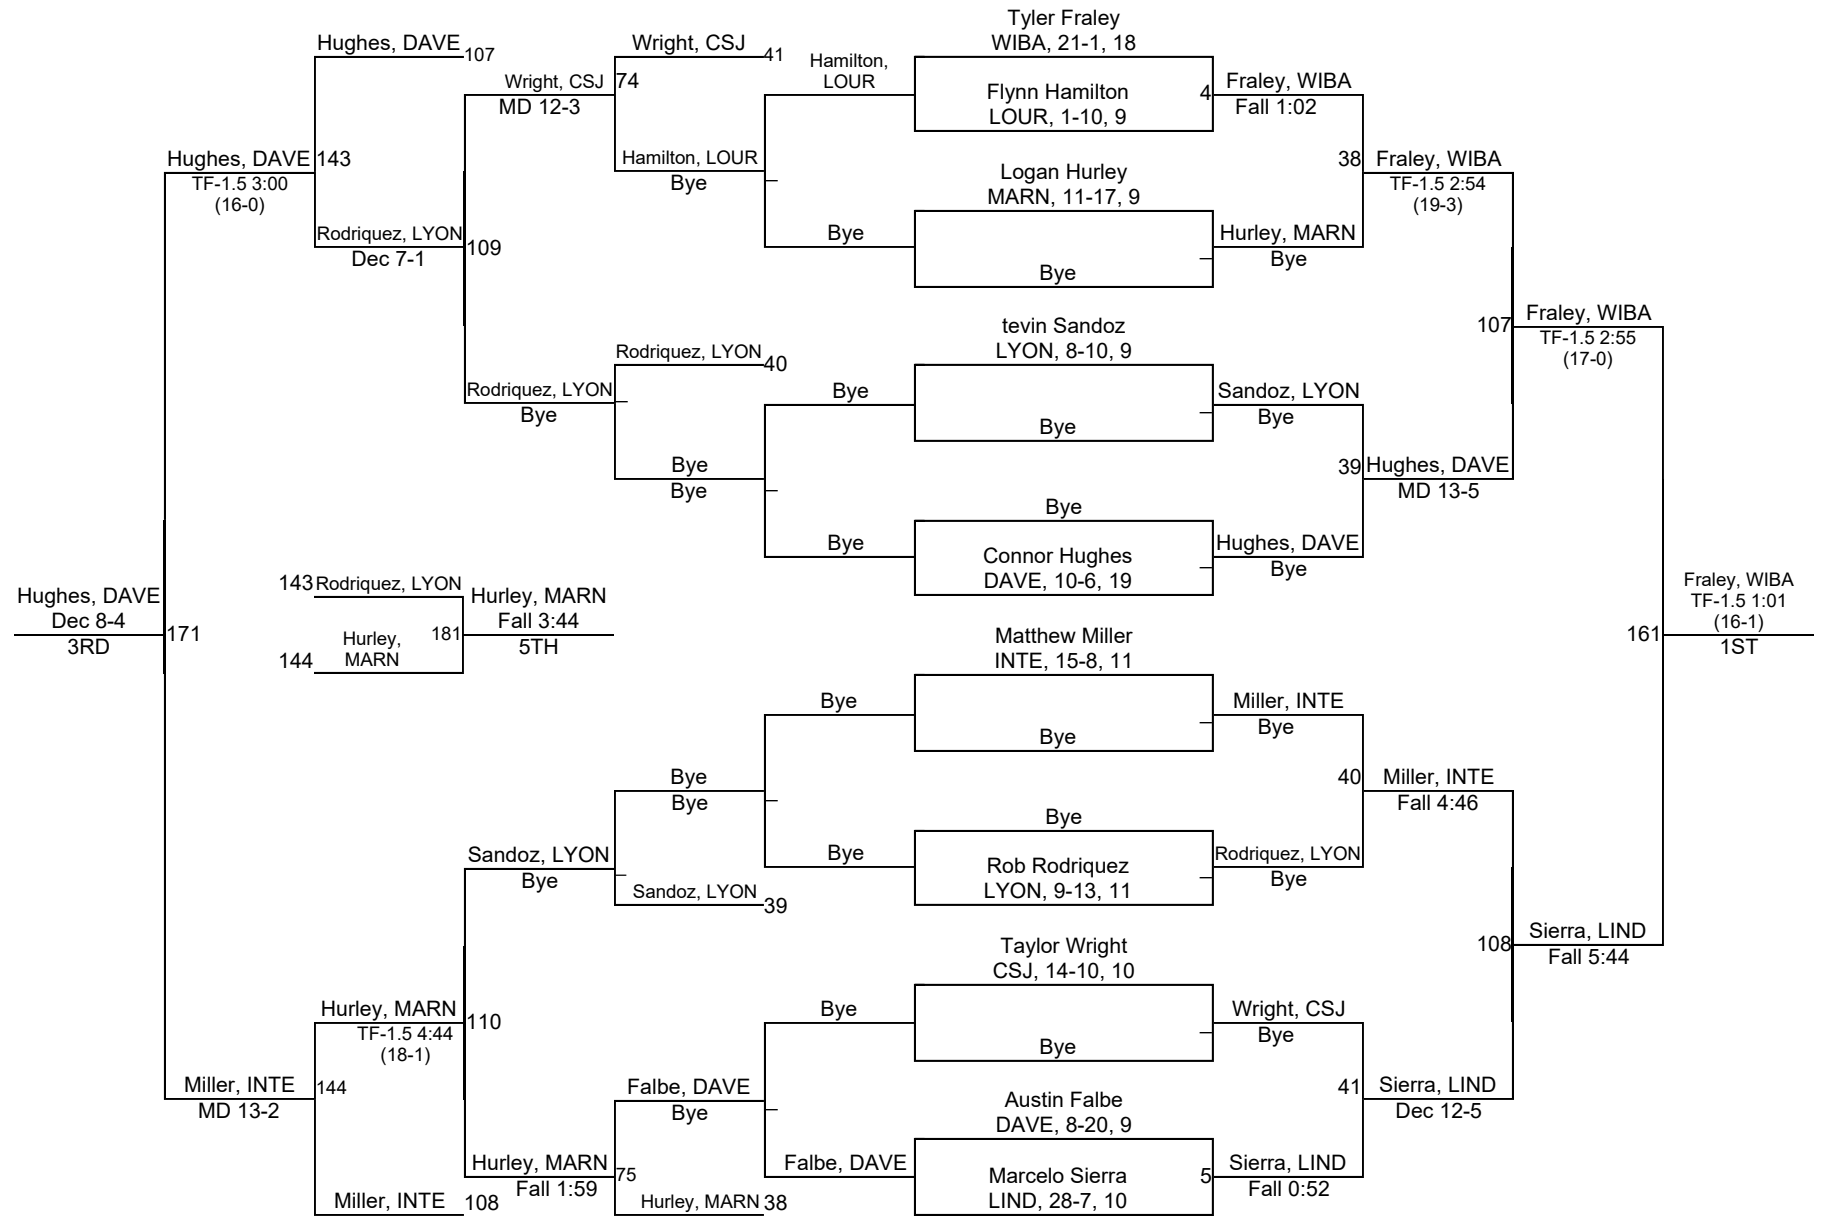 Tyler Fraley
WIBA, 21-1, 18
Flynn Hamilton
LOUR, 1-10, 9
4
Logan Hurley
MARN, 11-17, 9
Bye
tevin Sandoz
LYON, 8-10, 9
Bye
Bye
Connor Hughes
DAVE, 10-6, 19
Matthew Miller
INTE, 15-8, 11
Bye
Bye
Rob Rodriquez
LYON, 9-13, 11
Taylor Wright
CSJ, 14-10, 10
Bye
Austin Falbe
DAVE, 8-20, 9
Marcelo Sierra
LIND, 28-7, 10
5
Fraley, WIBA
Fall 1:02
38
Hurley, MARN
Bye
Sandoz, LYON
Bye
39
Hughes, DAVE
Bye
Miller, INTE
Bye
40
Rodriquez, LYON
Bye
Wright, CSJ
Bye
41
Sierra, LIND
Fall 0:52
Fraley, WIBA
TF-1.5 2:54
(19-3)
107
Hughes, DAVE
MD 13-5
Miller, INTE
Fall 4:46
108
Sierra, LIND
Dec 12-5
Fraley, WIBA
TF-1.5 2:55
(17-0)
161
Sierra, LIND
Fall 5:44
Fraley, WIBA
TF-1.5 1:01
(16-1)
1ST
Hamilton,
LOUR
Bye
Bye
Bye
Bye
Bye
Bye
Falbe, DAVE
Wright, CSJ
41
74
Hamilton, LOUR
Bye
Rodriquez, LYON
40
Bye
Bye
Bye
Bye
Sandoz, LYON
39
Falbe, DAVE
Bye
75
Hurley, MARN
38
Wright, CSJ
MD 12-3
109
Rodriquez, LYON
Bye
Sandoz, LYON
Bye
110
Hurley, MARN
Fall 1:59
Hughes, DAVE
107
143
Rodriquez, LYON
Dec 7-1
Hurley, MARN
TF-1.5 4:44
(18-1)
144
Miller, INTE
108
Hughes, DAVE
TF-1.5 3:00
(16-0)
171
Miller, INTE
MD 13-2
Hughes, DAVE
Dec 8-4
3RD
143
Rodriquez, LYON
144
Hurley,
MARN
181
Hurley, MARN
Fall 3:44
5TH